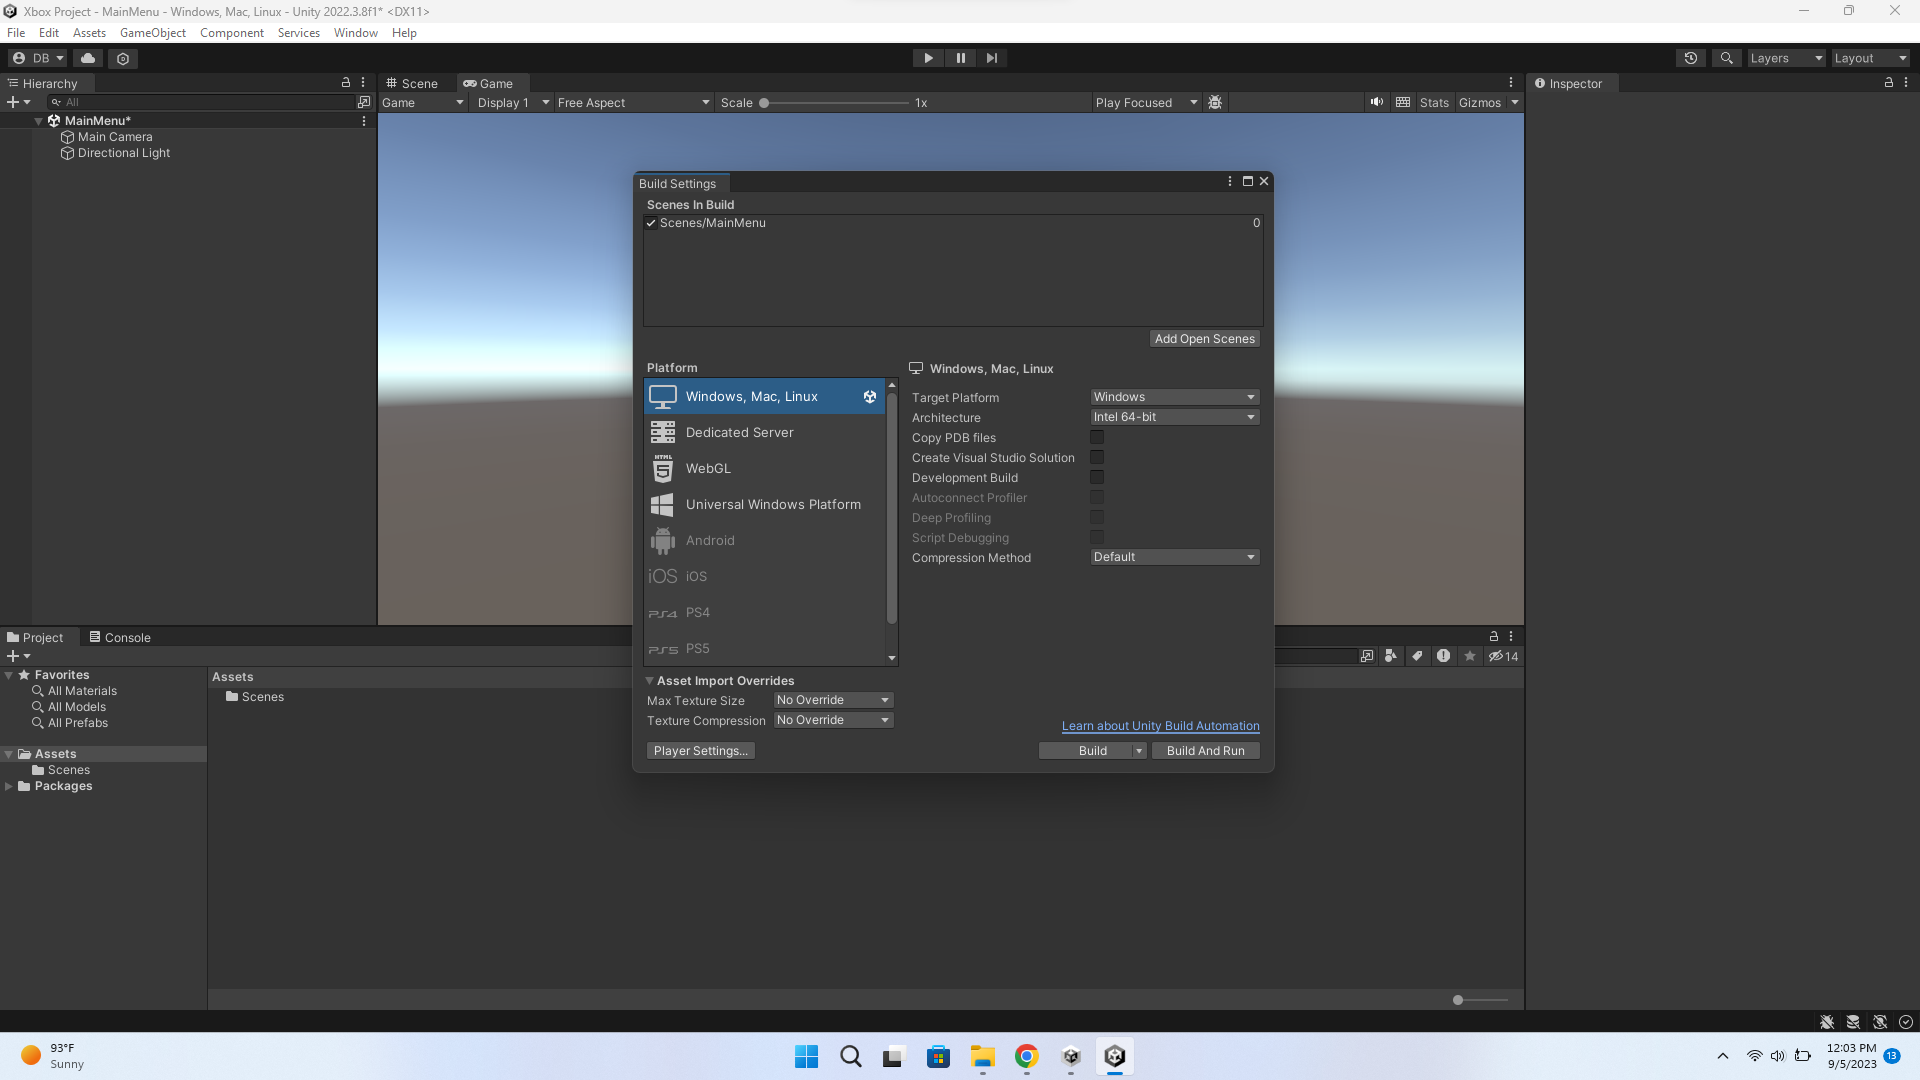 Xbox Project - MainMenu - Windows, Mac, Linux - Unity 2022.3.8f1* <DX11>
File Edit Assets GameObject Component Services Window Help
DB
Layers Layout
Hierarchy
All
MainMenu*
Main Camera
Directional Light
Scene Game
Game Display 1 Free Aspect Scale 1x Play Focused Stats Gizmos
Inspector
Build Settings
Scenes In Build
Scenes/MainMenu 0
Add Open Scenes
Platform
Windows, Mac, Linux
Dedicated Server
HTML
5
WebGL
Universal Windows Platform
Android
iOS iOS
PS4 PS4
PS5 PS5
Windows, Mac, Linux
Target Platform Windows
Architecture Intel 64-bit
Copy PDB files
Create Visual Studio Solution
Development Build
Autoconnect Profiler
Deep Profiling
Script Debugging
Compression Method Default
Asset Import Overrides
Max Texture Size No Override
Texture Compression No Override
Learn about Unity Build Automation
Player Settings... Build Build And Run
Project Console
14
Favorites
All Materials
All Models
All Prefabs
Assets
Scenes
Packages
Assets
Scenes
93°F
Sunny
12:03 PM
9/5/2023
13